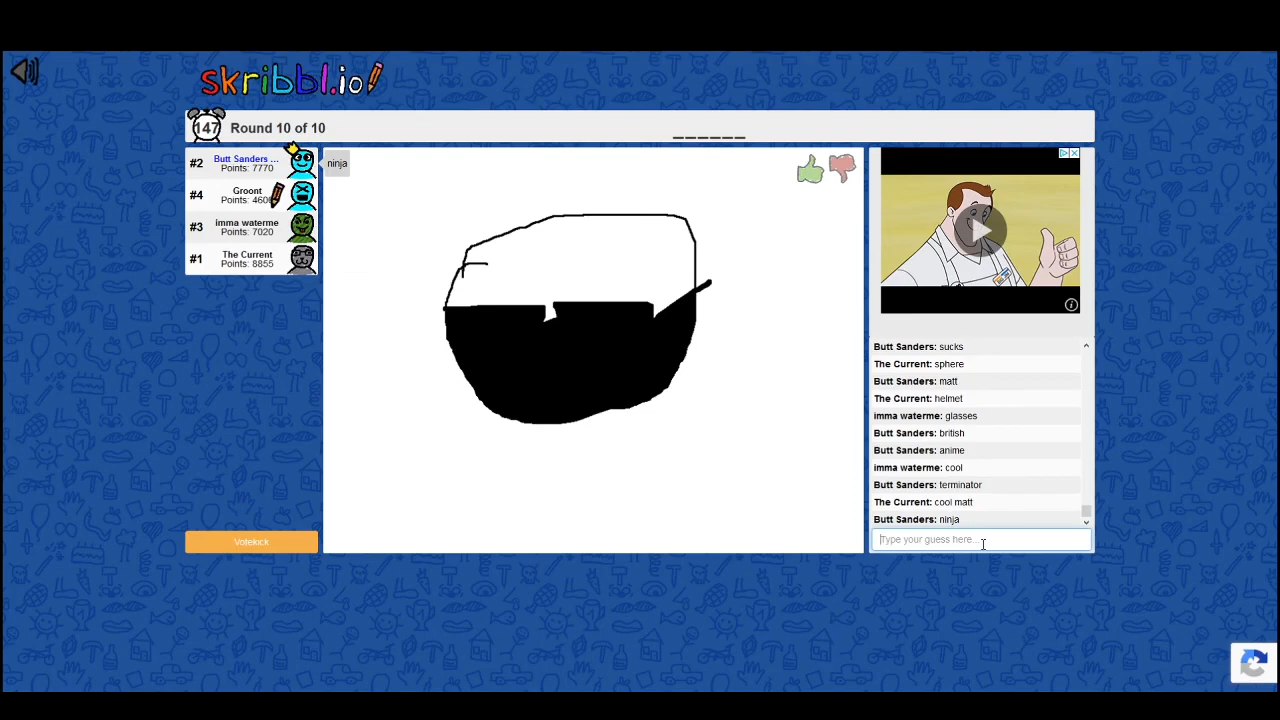 skribbl.io
147 Round 10 of 10
______
#2 Butt Sanders ...
Points: 7770
#4 Groont
Points: 4606
#3 imma waterme
Points: 7020
#1 The Current
Points: 8855
ninja
Butt Sanders: sucks
The Current: sphere
Butt Sanders: matt
The Current: helmet
imma waterme: glasses
Butt Sanders: british
Butt Sanders: anime
imma waterme: cool
Butt Sanders: terminator
The Current: cool matt
Butt Sanders: ninja
Type your guess here...
Votekick